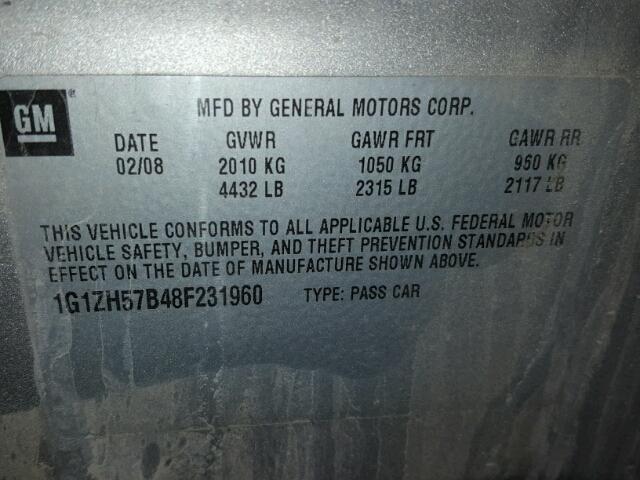 GM
MFD BY GENERAL MOTORS CORP.
DATE GVWR GAWR FRT GAWR RR
02/08 2010 KG 1050 KG 960 KG
4432 LB 2315 LB 2117 LB
THIS VEHICLE CONFORMS TO ALL APPLICABLE U.S. FEDERAL MOTOR
VEHICLE SAFETY, BUMPER, AND THEFT PREVENTION STANDARDS IN
EFFECT ON THE DATE OF MANUFACTURE SHOWN ABOVE.
1G1ZH57B48F231960 TYPE: PASS CAR